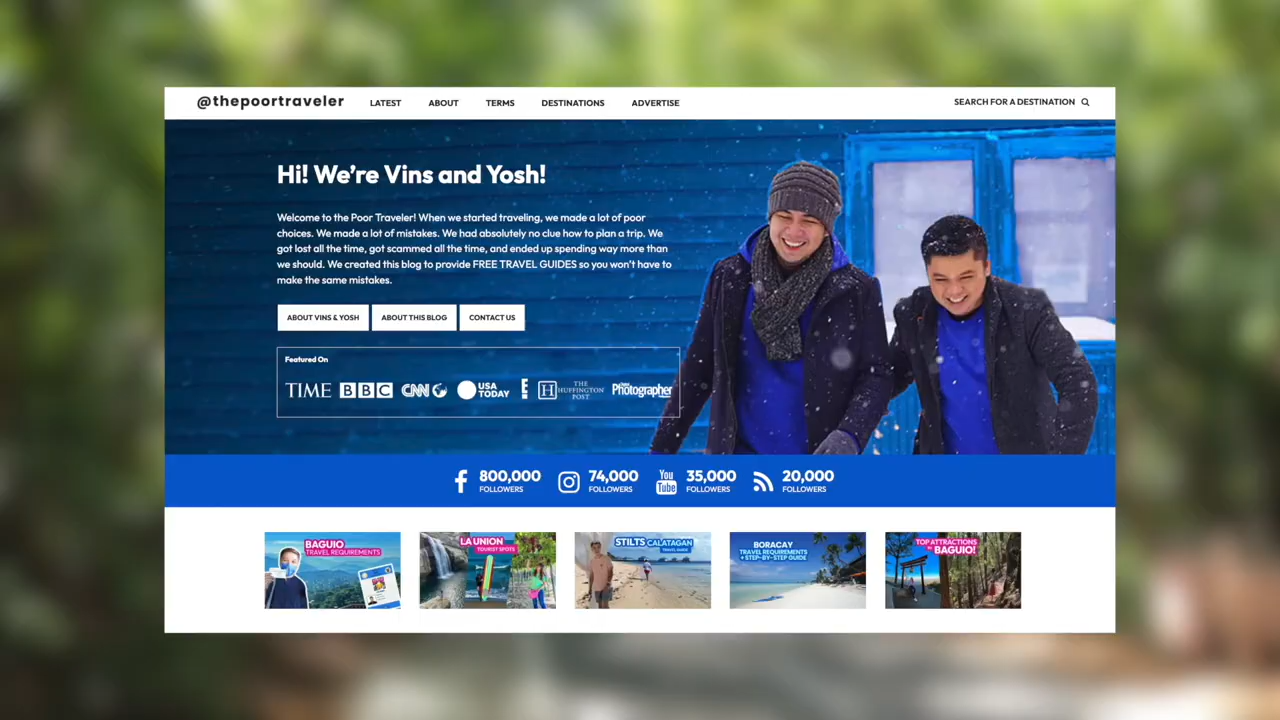 @thepoortraveler
LATEST
ABOUT
TERMS
DESTINATIONS
ADVERTISE
SEARCH FOR A DESTINATION
Hi! We're Vins and Yosh!
Welcome to the Poor Traveler! When we started traveling, we made a lot of poor
choices. We made a lot of mistakes. We had absolutely no clue how to plan a trip. We
got lost all the time, got scammed all the time, and ended up spending way more than
we should. We created this blog to provide FREE TRAVEL GUIDES so you won't have to
make the same mistakes.
ABOUT VINS & YOSH
ABOUT THIS BLOG
CONTACT US
Featured On
TIME
BBC
CNN
USA
TODAY
E
H
THE
HUFFINGTON
POST
Photographer
800,000
FOLLOWERS
74,000
FOLLOWERS
You
Tube
35,000
FOLLOWERS
20,000
FOLLOWERS
BAGUIO
TRAVEL REQUIREMENTS
LA UNION
TOURIST SPOTS
STILTS CALATAGAN
TRAVEL GUIDE
BORACAY
TRAVEL REQUIREMENTS
+ STEP-BY-STEP GUIDE
TOP ATTRACTIONS
in BAGUIO!